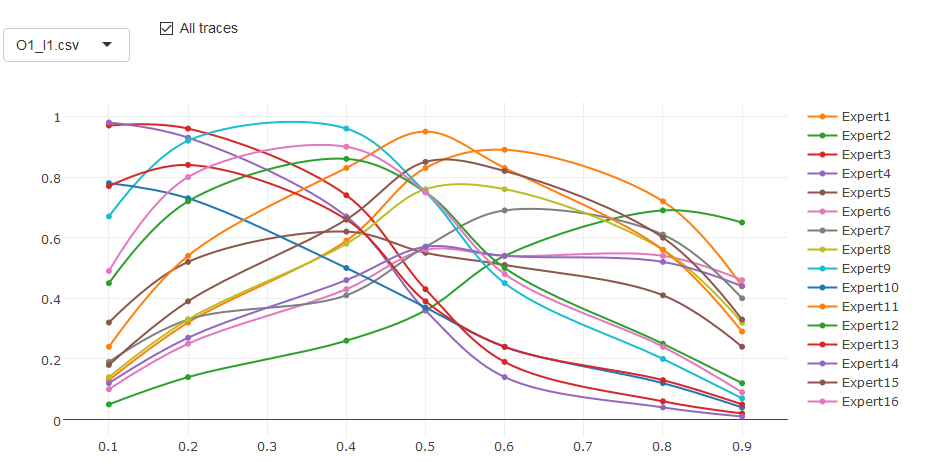 All traces
O1_I1.csv
1
0.8
0.6
0.4
0.2
0
0.1 0.2 0.3 0.4 0.5 0.6 0.7 0.8 0.9
Expert1
Expert2
Expert3
Expert4
Expert5
Expert6
Expert7
Expert8
Expert9
Expert10
Expert11
Expert12
Expert13
Expert14
Expert15
Expert16